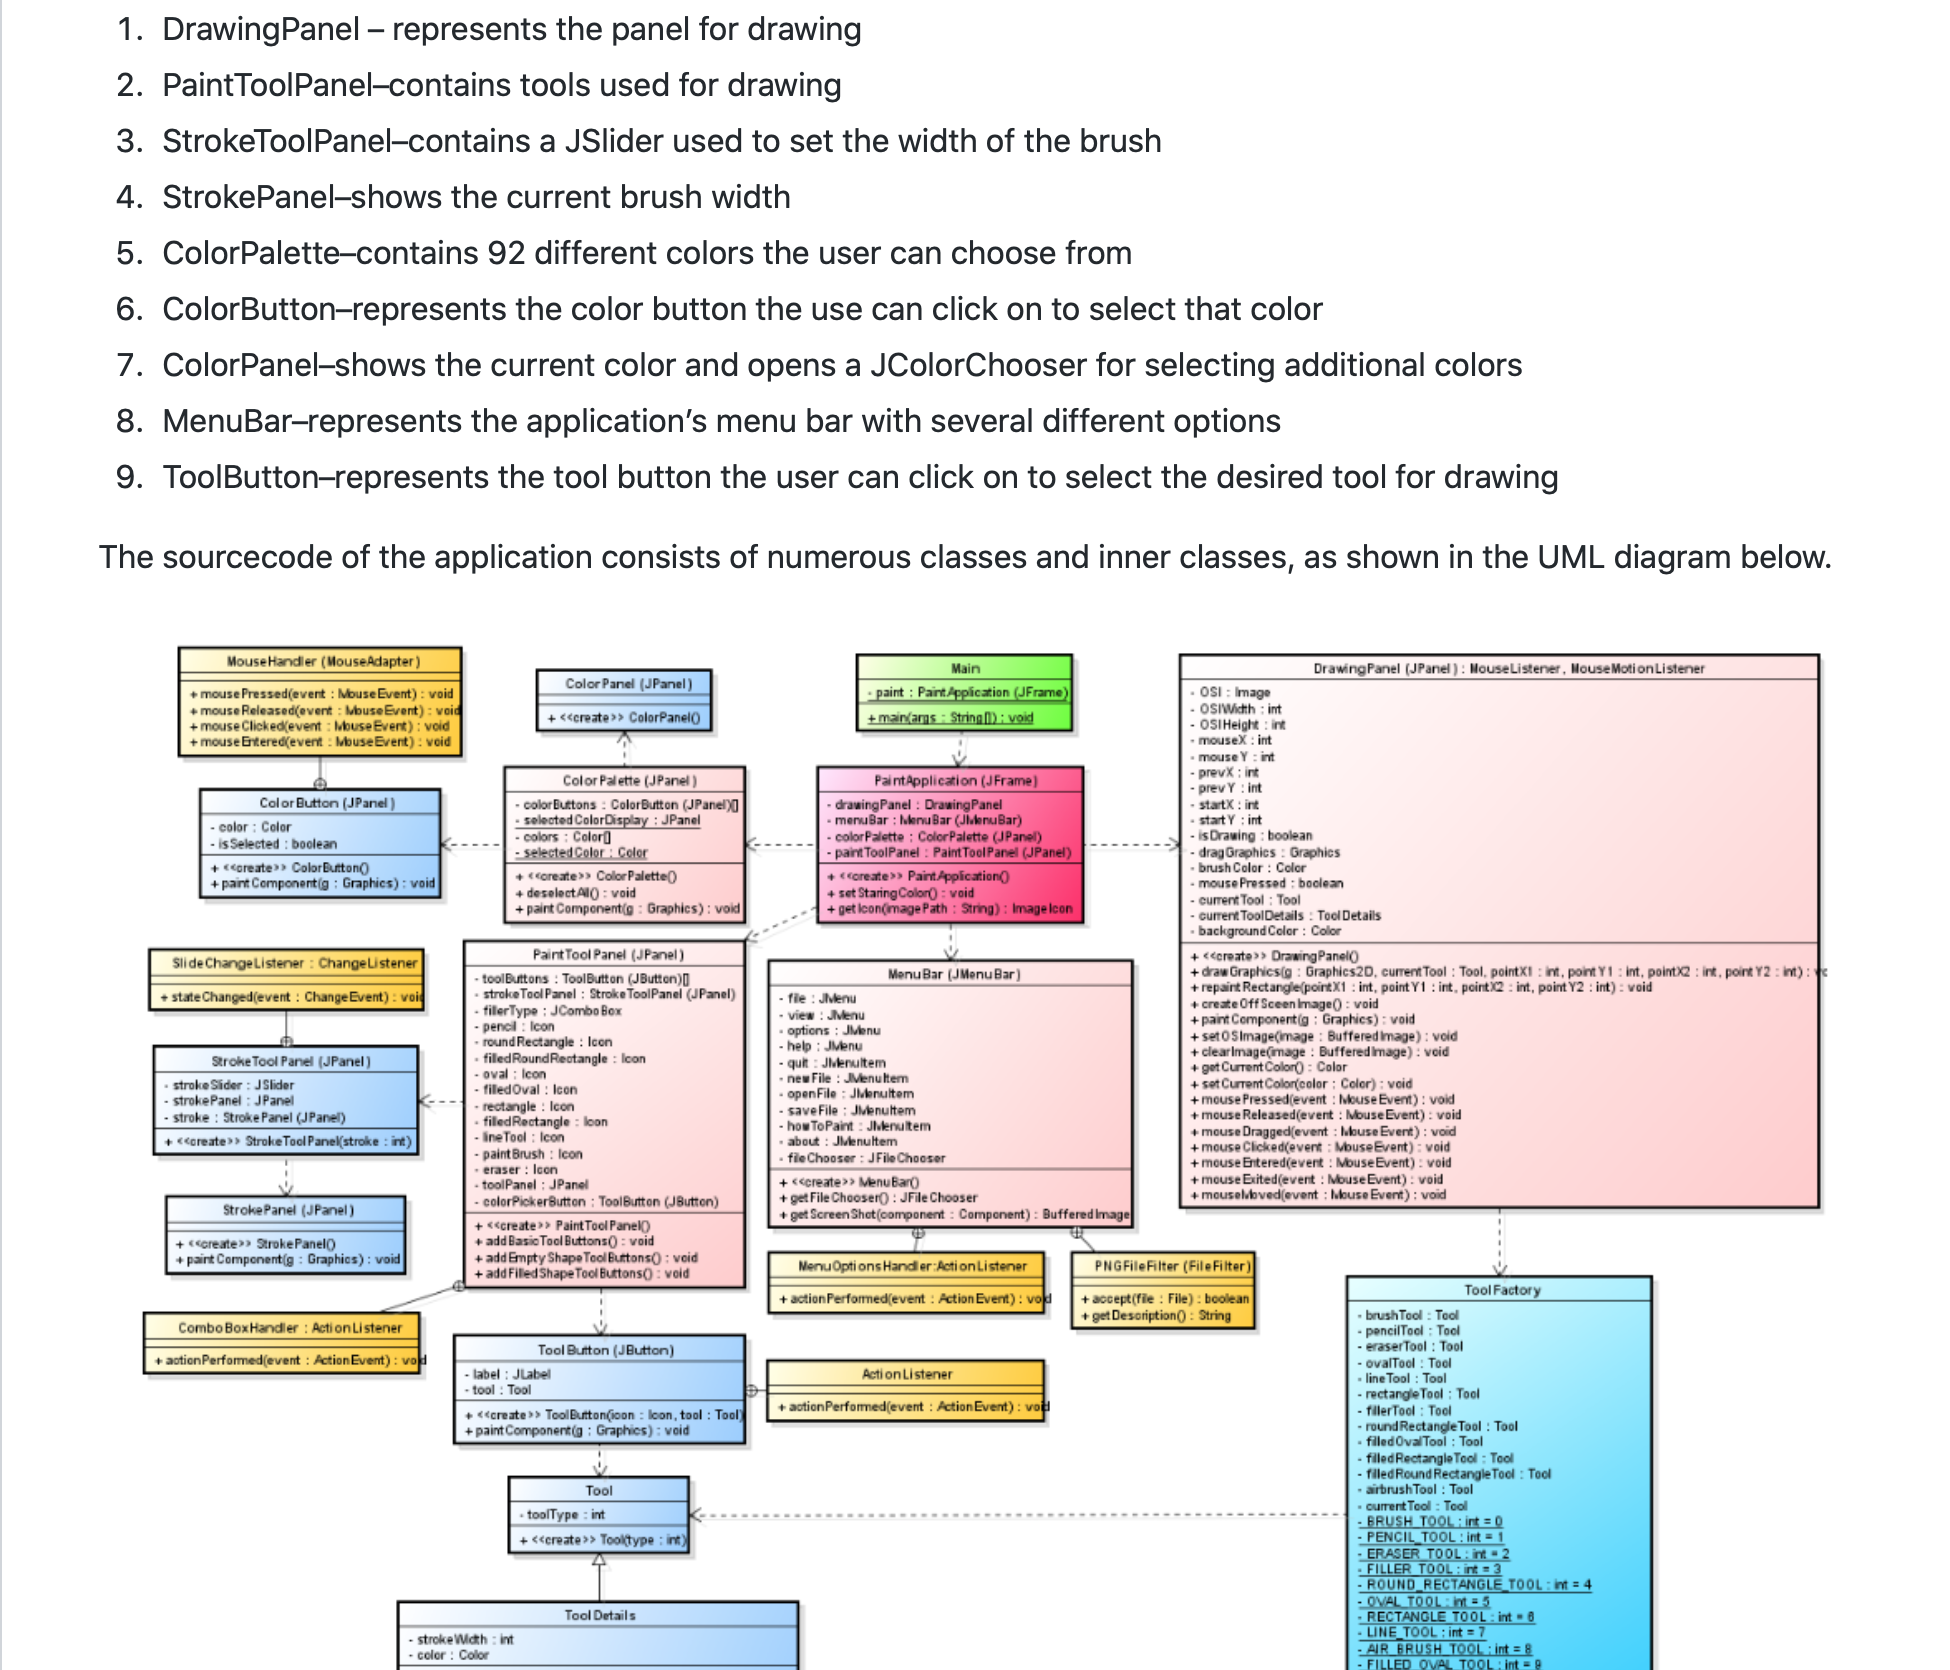 1. DrawingPanel – represents the panel for drawing
2. PaintToolPanel–contains tools used for drawing
3. StrokeToolPanel–contains a JSlider used to set the width of the brush
4. StrokePanel–shows the current brush width
5. ColorPalette–contains 92 different colors the user can choose from
6. ColorButton–represents the color button the use can click on to select that color
7. ColorPanel–shows the current color and opens a JColorChooser for selecting additional colors
8. MenuBar–represents the application’s menu bar with several different options
9. ToolButton–represents the tool button the user can click on to select the desired tool for drawing
The sourcecode of the application consists of numerous classes and inner classes, as shown in the UML diagram below.
MouseHandler (MouseAdapter)
+ mousePressed(event : MouseEvent) : void
+ mouseReleased(event : MouseEvent) : void
+ mouseClicked(event : MouseEvent) : void
+ mouseEntered(event : MouseEvent) : void
ColorButton (JPanel)
- color : Color
- isSelected : boolean
+ <<create>> ColorButton()
+ paintComponent(g : Graphics) : void
ColorPanel (JPanel)
+ <<create>> ColorPanel()
ColorPalette (JPanel)
- colorButtons : ColorButton (JPanel)[]
- selectedColorDisplay : JPanel
- colors : Color[]
- selectedColor : Color
+ <<create>> ColorPalette()
+ deselectAll() : void
+ paintComponent(g : Graphics) : void
Main
- paint : PaintApplication (JFrame)
+ main(args : String[]) : void
PaintApplication (JFrame)
- drawingPanel : DrawingPanel
- menuBar : MenuBar (JMenuBar)
- colorPalette : ColorPalette (JPanel)
- paintToolPanel : PaintToolPanel (JPanel)
+ <<create>> PaintApplication()
+ setStaringColor() : void
+ getIcon(imagePath : String) : ImageIcon
DrawingPanel (JPanel) : MouseListener, MouseMotionListener
- OSI : Image
- OSIWidth : int
- OSIHeight : int
- mouseX : int
- mouseY : int
- prevX : int
- prevY : int
- startX : int
- startY : int
- isDrawing : boolean
- dragGraphics : Graphics
- brushColor : Color
- mousePressed : boolean
- currentTool : Tool
- currentToolDetails : ToolDetails
- backgroundColor : Color
+ <<create>> DrawingPanel()
+ drawGraphics(g : Graphics2D, currentTool : Tool, pointX1 : int, pointY1 : int, pointX2 : int, pointY2 : int) :
+ repaintRectangle(pointX1 : int, pointY1 : int, pointX2 : int, pointY2 : int) : void
+ createOffSceenImage() : void
+ paintComponent(g : Graphics) : void
+ setOSImage(image : BufferedImage) : void
+ clearImage(image : BufferedImage) : void
+ getCurrentColor() : Color
+ setCurrentColor(color : Color) : void
+ mousePressed(event : MouseEvent) : void
+ mouseReleased(event : MouseEvent) : void
+ mouseDragged(event : MouseEvent) : void
+ mouseClicked(event : MouseEvent) : void
+ mouseEntered(event : MouseEvent) : void
+ mouseExited(event : MouseEvent) : void
+ mouseMoved(event : MouseEvent) : void
SlideChangeListener : ChangeListener
+ stateChanged(event : ChangeEvent) : void
StrokeToolPanel (JPanel)
- strokeSlider : JSlider
- strokePanel : JPanel
- stroke : StrokePanel (JPanel)
+ <<create>> StrokeToolPanel(stroke : int)
StrokePanel (JPanel)
+ <<create>> StrokePanel()
+ paintComponent(g : Graphics) : void
ComboBoxHandler : ActionListener
+ actionPerformed(event : ActionEvent) : void
PaintToolPanel (JPanel)
- toolButtons : ToolButton (JButton)[]
- strokeToolPanel : StrokeToolPanel (JPanel)
- fillerType : JComboBox
- pencil : Icon
- roundRectangle : Icon
- filledRoundRectangle : Icon
- oval : Icon
- filledOval : Icon
- rectangle : Icon
- filledRectangle : Icon
- lineTool : Icon
- paintBrush : Icon
- eraser : Icon
- toolPanel : JPanel
- colorPickerButton : ToolButton (JButton)
+ <<create>> PaintToolPanel()
+ addBasicToolButtons() : void
+ addEmptyShapeToolButtons() : void
+ addFilledShapeToolButtons() : void
MenuBar (JMenuBar)
- file : JMenu
- view : JMenu
- options : JMenu
- help : JMenu
- quit : JMenuItem
- newFile : JMenuItem
- openFile : JMenuItem
- saveFile : JMenuItem
- howToPaint : JMenuItem
- about : JMenuItem
- fileChooser : JFileChooser
+ <<create>> MenuBar()
+ getFileChooser() : JFileChooser
+ getScreenShot(component : Component) : BufferedImage
MenuOptionsHandler:ActionListener
+ actionPerformed(event : ActionEvent) : void
PNGFileFilter (FileFilter)
+ accept(file : File) : boolean
+ getDescription() : String
ToolButton (JButton)
- label : JLabel
- tool : Tool
+ <<create>> ToolButton(icon : Icon, tool : Tool)
+ paintComponent(g : Graphics) : void
ActionListener
+ actionPerformed(event : ActionEvent) : void
Tool
- toolType : int
+ <<create>> Tool(type : int)
ToolDetails
- strokeWidth : int
- color : Color
ToolFactory
- brushTool : Tool
- pencilTool : Tool
- eraserTool : Tool
- ovalTool : Tool
- lineTool : Tool
- rectangleTool : Tool
- fillerTool : Tool
- roundRectangleTool : Tool
- filledOvalTool : Tool
- filledRectangleTool : Tool
- filledRoundRectangleTool : Tool
- airbrushTool : Tool
- currentTool : Tool
- BRUSH_TOOL : int = 0
- PENCIL_TOOL : int = 1
- ERASER_TOOL : int = 2
- FILLER_TOOL : int = 3
- ROUND_RECTANGLE_TOOL : int = 4
- OVAL_TOOL : int = 5
- RECTANGLE_TOOL : int = 6
- LINE_TOOL : int = 7
- AIR_BRUSH_TOOL : int = 8
- FILLED_OVAL_TOOL : int = 9